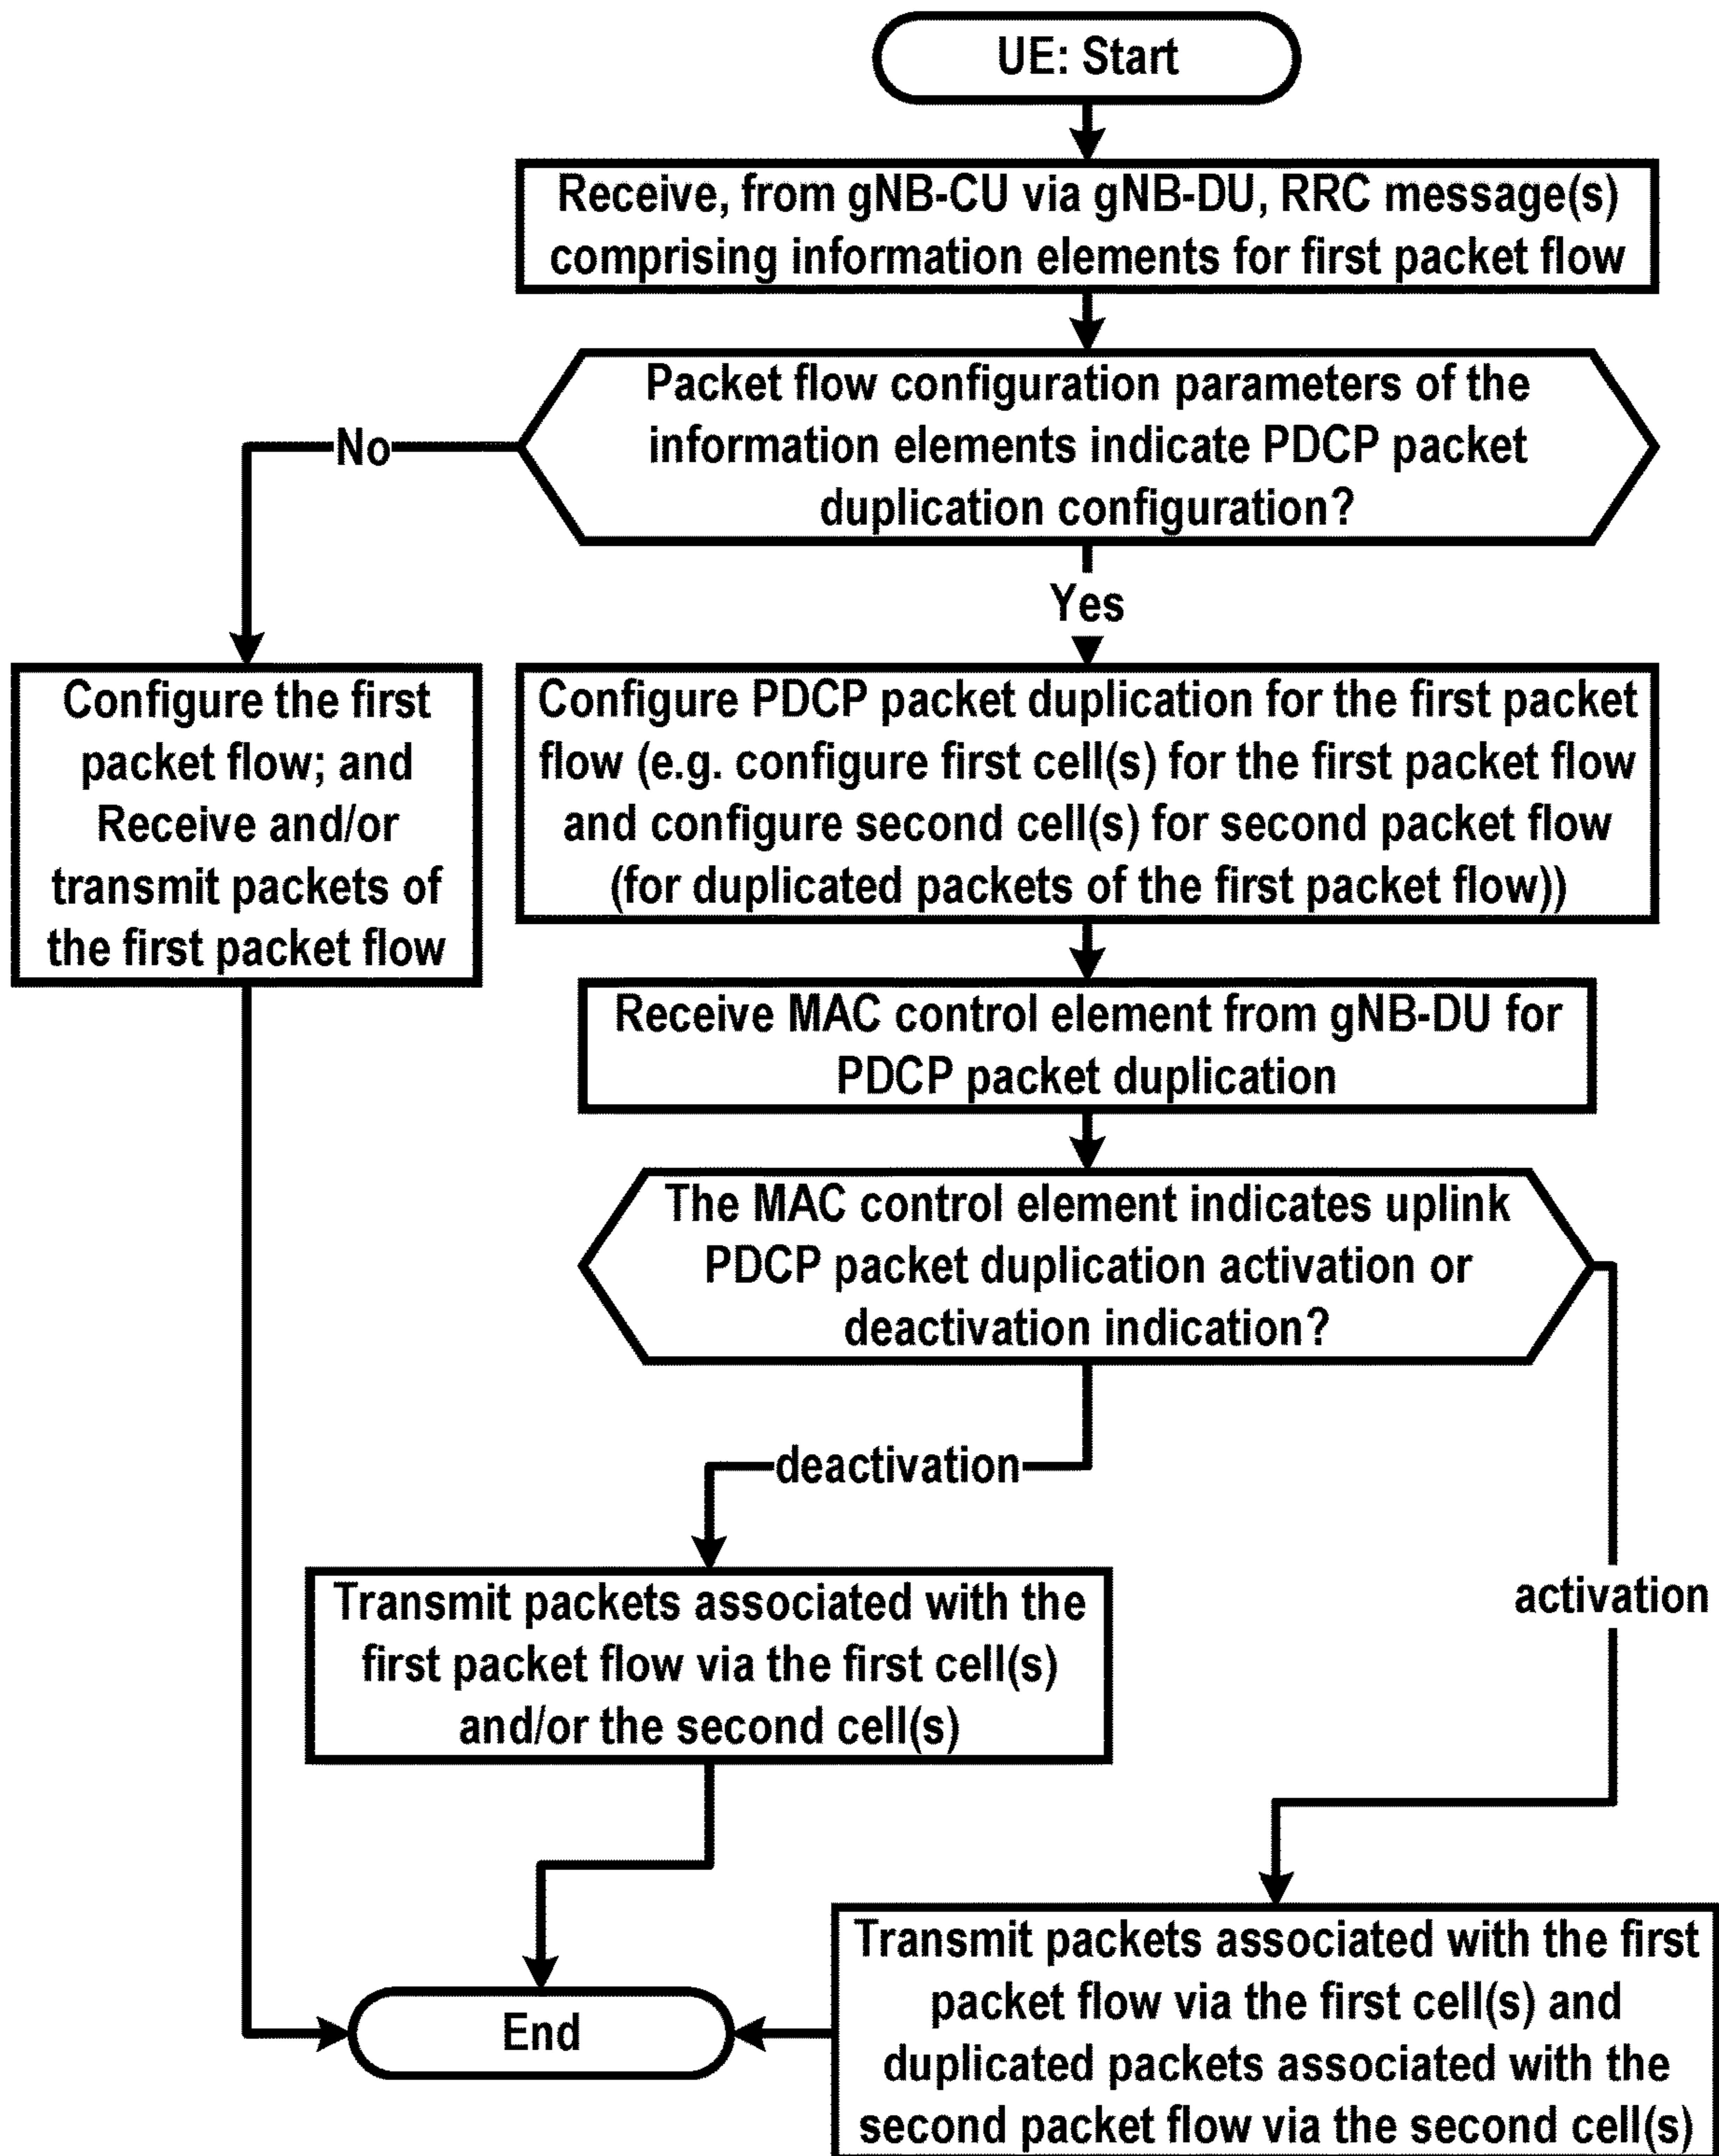 UE: Start
Receive, from gNB-CU via gNB-DU, RRC message(s)
comprising information elements for first packet flow
Packet flow configuration parameters of the
information elements indicate PDCP packet
duplication configuration?
No
Yes
Configure the first
packet flow; and
Receive and/or
transmit packets of
the first packet flow
Configure PDCP packet duplication for the first packet
flow (e.g. configure first cell(s) for the first packet flow
and configure second cell(s) for second packet flow
(for duplicated packets of the first packet flow))
Receive MAC control element from gNB-DU for
PDCP packet duplication
The MAC control element indicates uplink
PDCP packet duplication activation or
deactivation indication?
deactivation
activation
Transmit packets associated with the
first packet flow via the first cell(s)
and/or the second cell(s)
Transmit packets associated with the first
packet flow via the first cell(s) and
duplicated packets associated with the
second packet flow via the second cell(s)
End